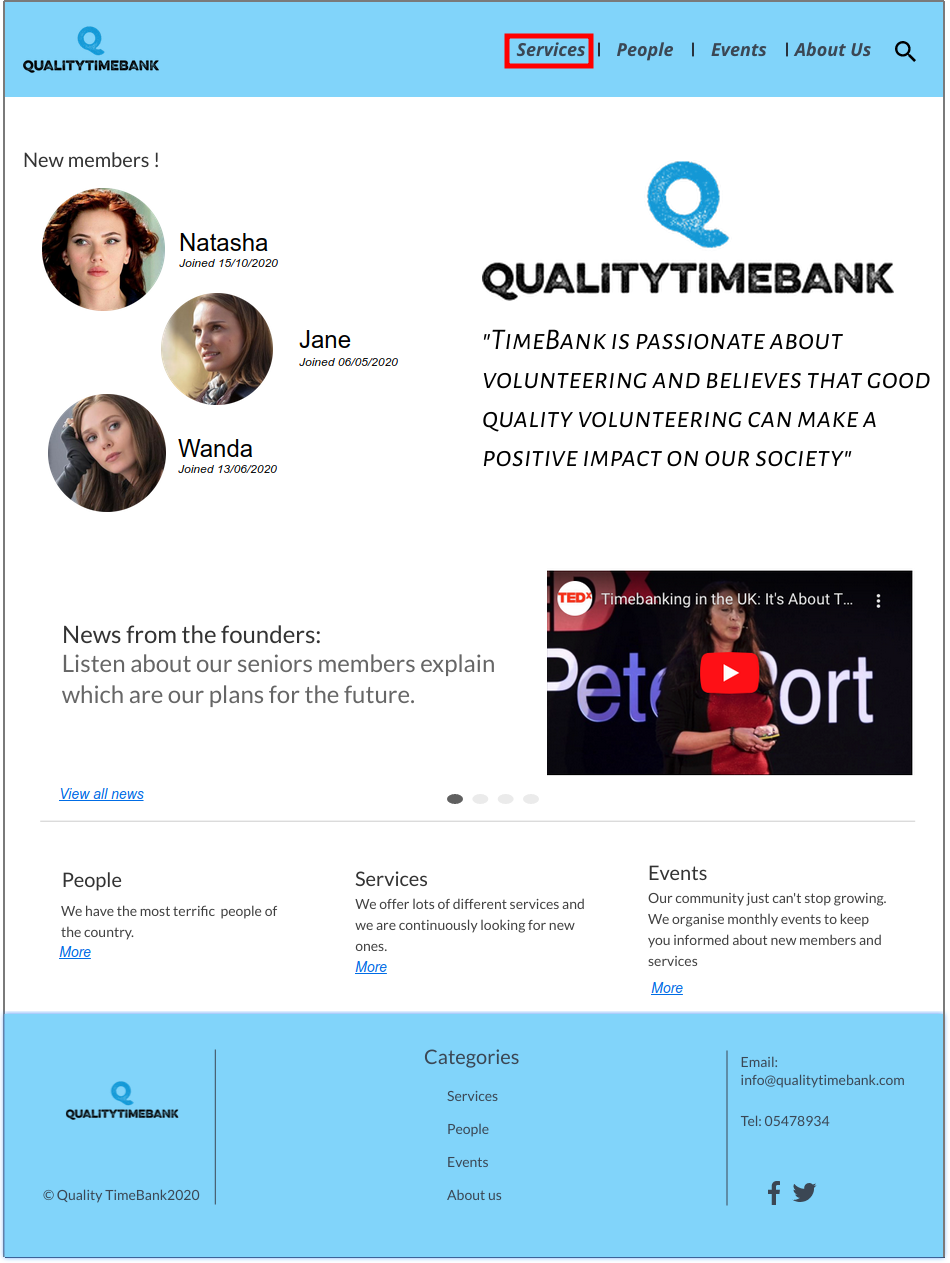 QUALITYTIMEBANK
Services | People | Events | About Us
New members !
Natasha
Joined 15/10/2020
Jane
Joined 06/05/2020
Wanda
Joined 13/06/2020
QUALITYTIMEBANK
"TimeBank is passionate about
volunteering and believes that good
quality volunteering can make a
positive impact on our society"
News from the founders:
Listen about our seniors members explain
which are our plans for the future.
TEDx
Timebanking in the UK: It's About T...
View all news
People
We have the most terrific  people of
the country.
More
Services
We offer lots of different services and
we are continuously looking for new
ones.
More
Events
Our community just can't stop growing.
We organise monthly events to keep
you informed about new members and
services
More
QUALITYTIMEBANK
© Quality TimeBank2020
Categories
Services
People
Events
About us
Email:
info@qualitytimebank.com
Tel: 05478934